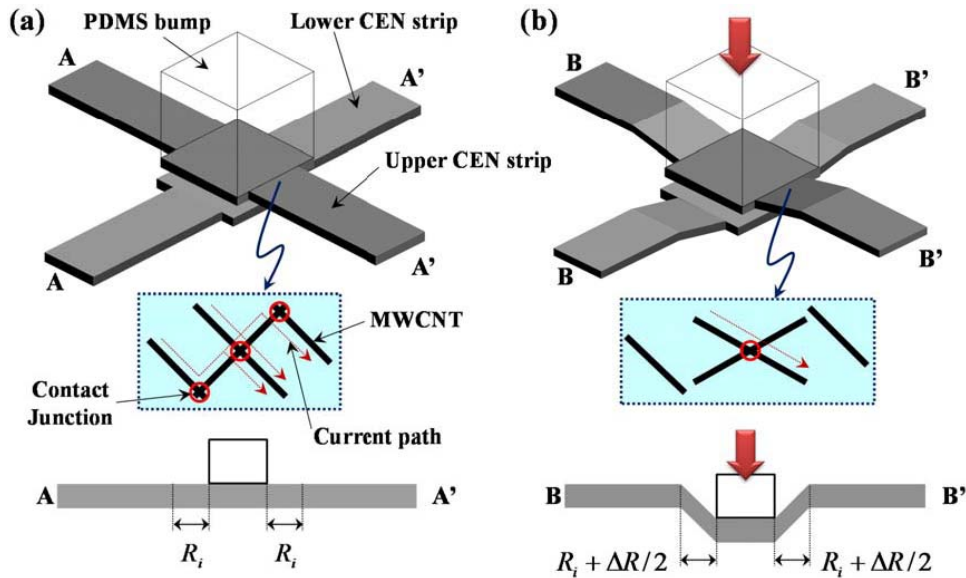 (a)
PDMS bump
Lower CEN strip
A
A'
Upper CEN strip
A
A'
MWCNT
Contact
Junction
Current path
A
A'
R_i
R_i
(b)
B
B'
B
B'
B
B'
R_i + ΔR/2
R_i + ΔR/2